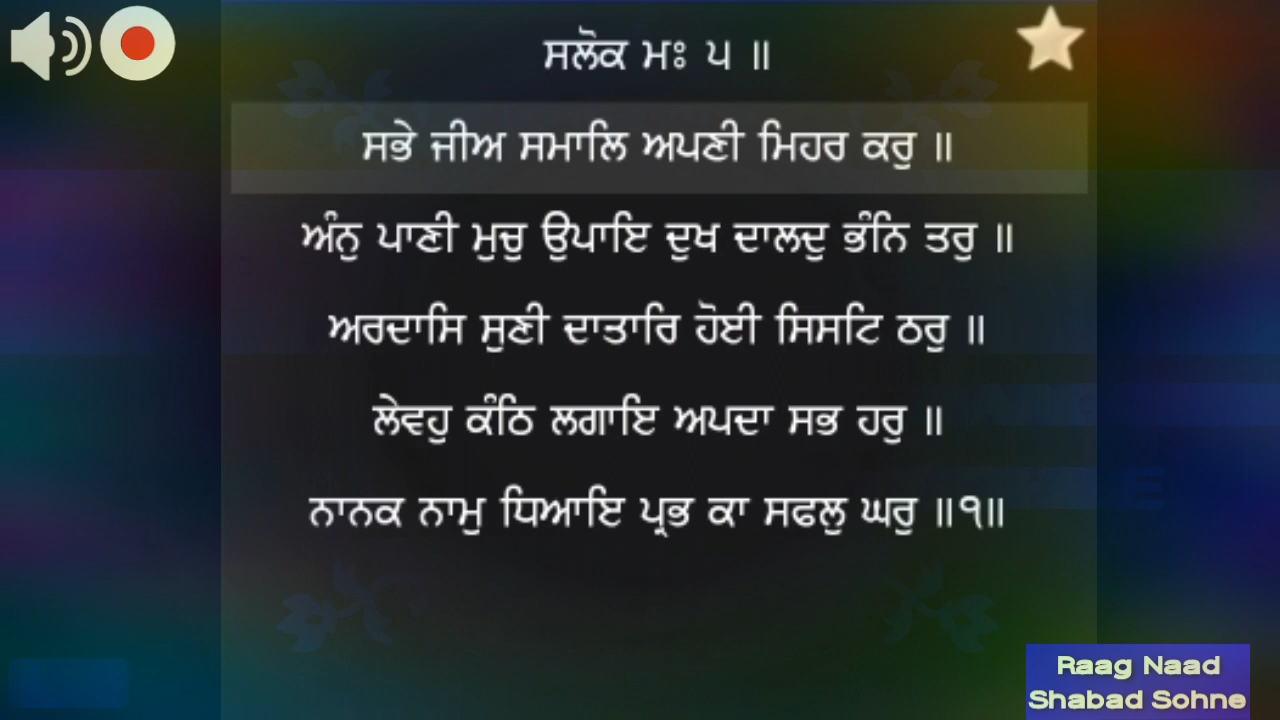 ਸਲੋਕ ਮਃ ੫ ॥
ਸਭੇ ਜੀਅ ਸਮਾਲਿ ਅਪਣੀ ਮਿਹਰ ਕਰੁ ॥
ਅੰਨੁ ਪਾਣੀ ਮੁਚੁ ਉਪਾਇ ਦੁਖ ਦਾਲਦੁ ਭੰਨਿ ਤਰੁ ॥
ਅਰਦਾਸਿ ਸੁਣੀ ਦਾਤਾਰਿ ਹੋਈ ਸਿਸਟਿ ਠਰੁ ॥
ਲੇਵਹੁ ਕੰਠਿ ਲਗਾਇ ਅਪਦਾ ਸਭ ਹਰੁ ॥
ਨਾਨਕ ਨਾਮੁ ਧਿਆਇ ਪ੍ਰਭ ਕਾ ਸਫਲੁ ਘਰੁ ॥੧॥
Raag Naad
Shabad Sohne